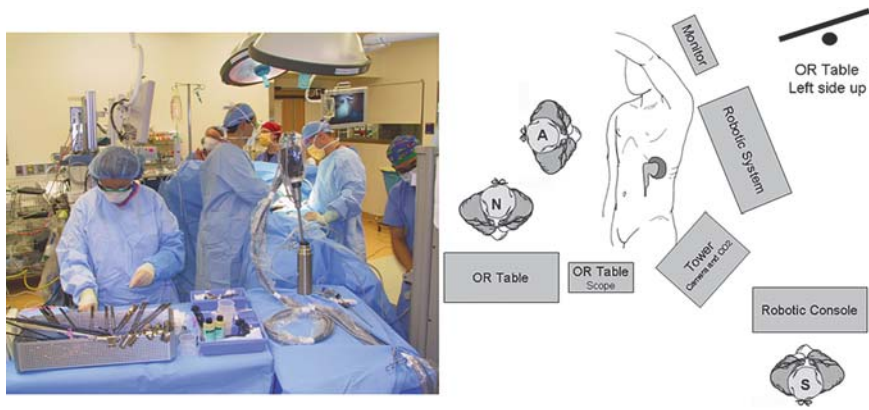 Monitor
OR Table
Left side up
A
Robotic System
N
Tower
Camera and CO2
OR Table
OR Table
Scope
Robotic Console
S